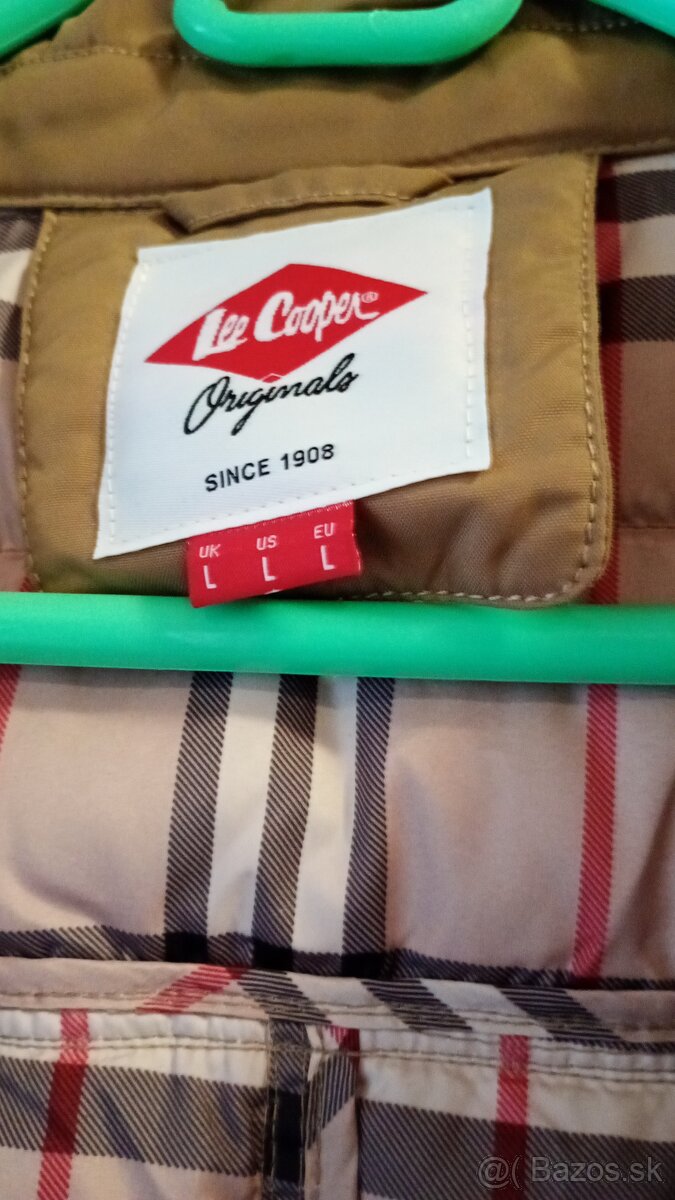 Lee Cooper®
Originals
SINCE 1908
UK US EU
L L L
@( Bazos.sk